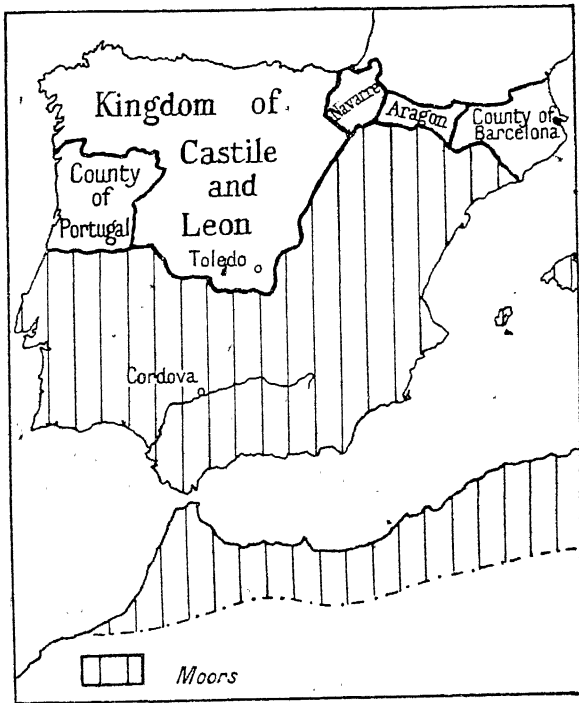 Kingdom of
Castile
and
Leon
Navarre
Aragon
County of
Barcelona
County
of
Portugal
Toledo
Cordova
Moors